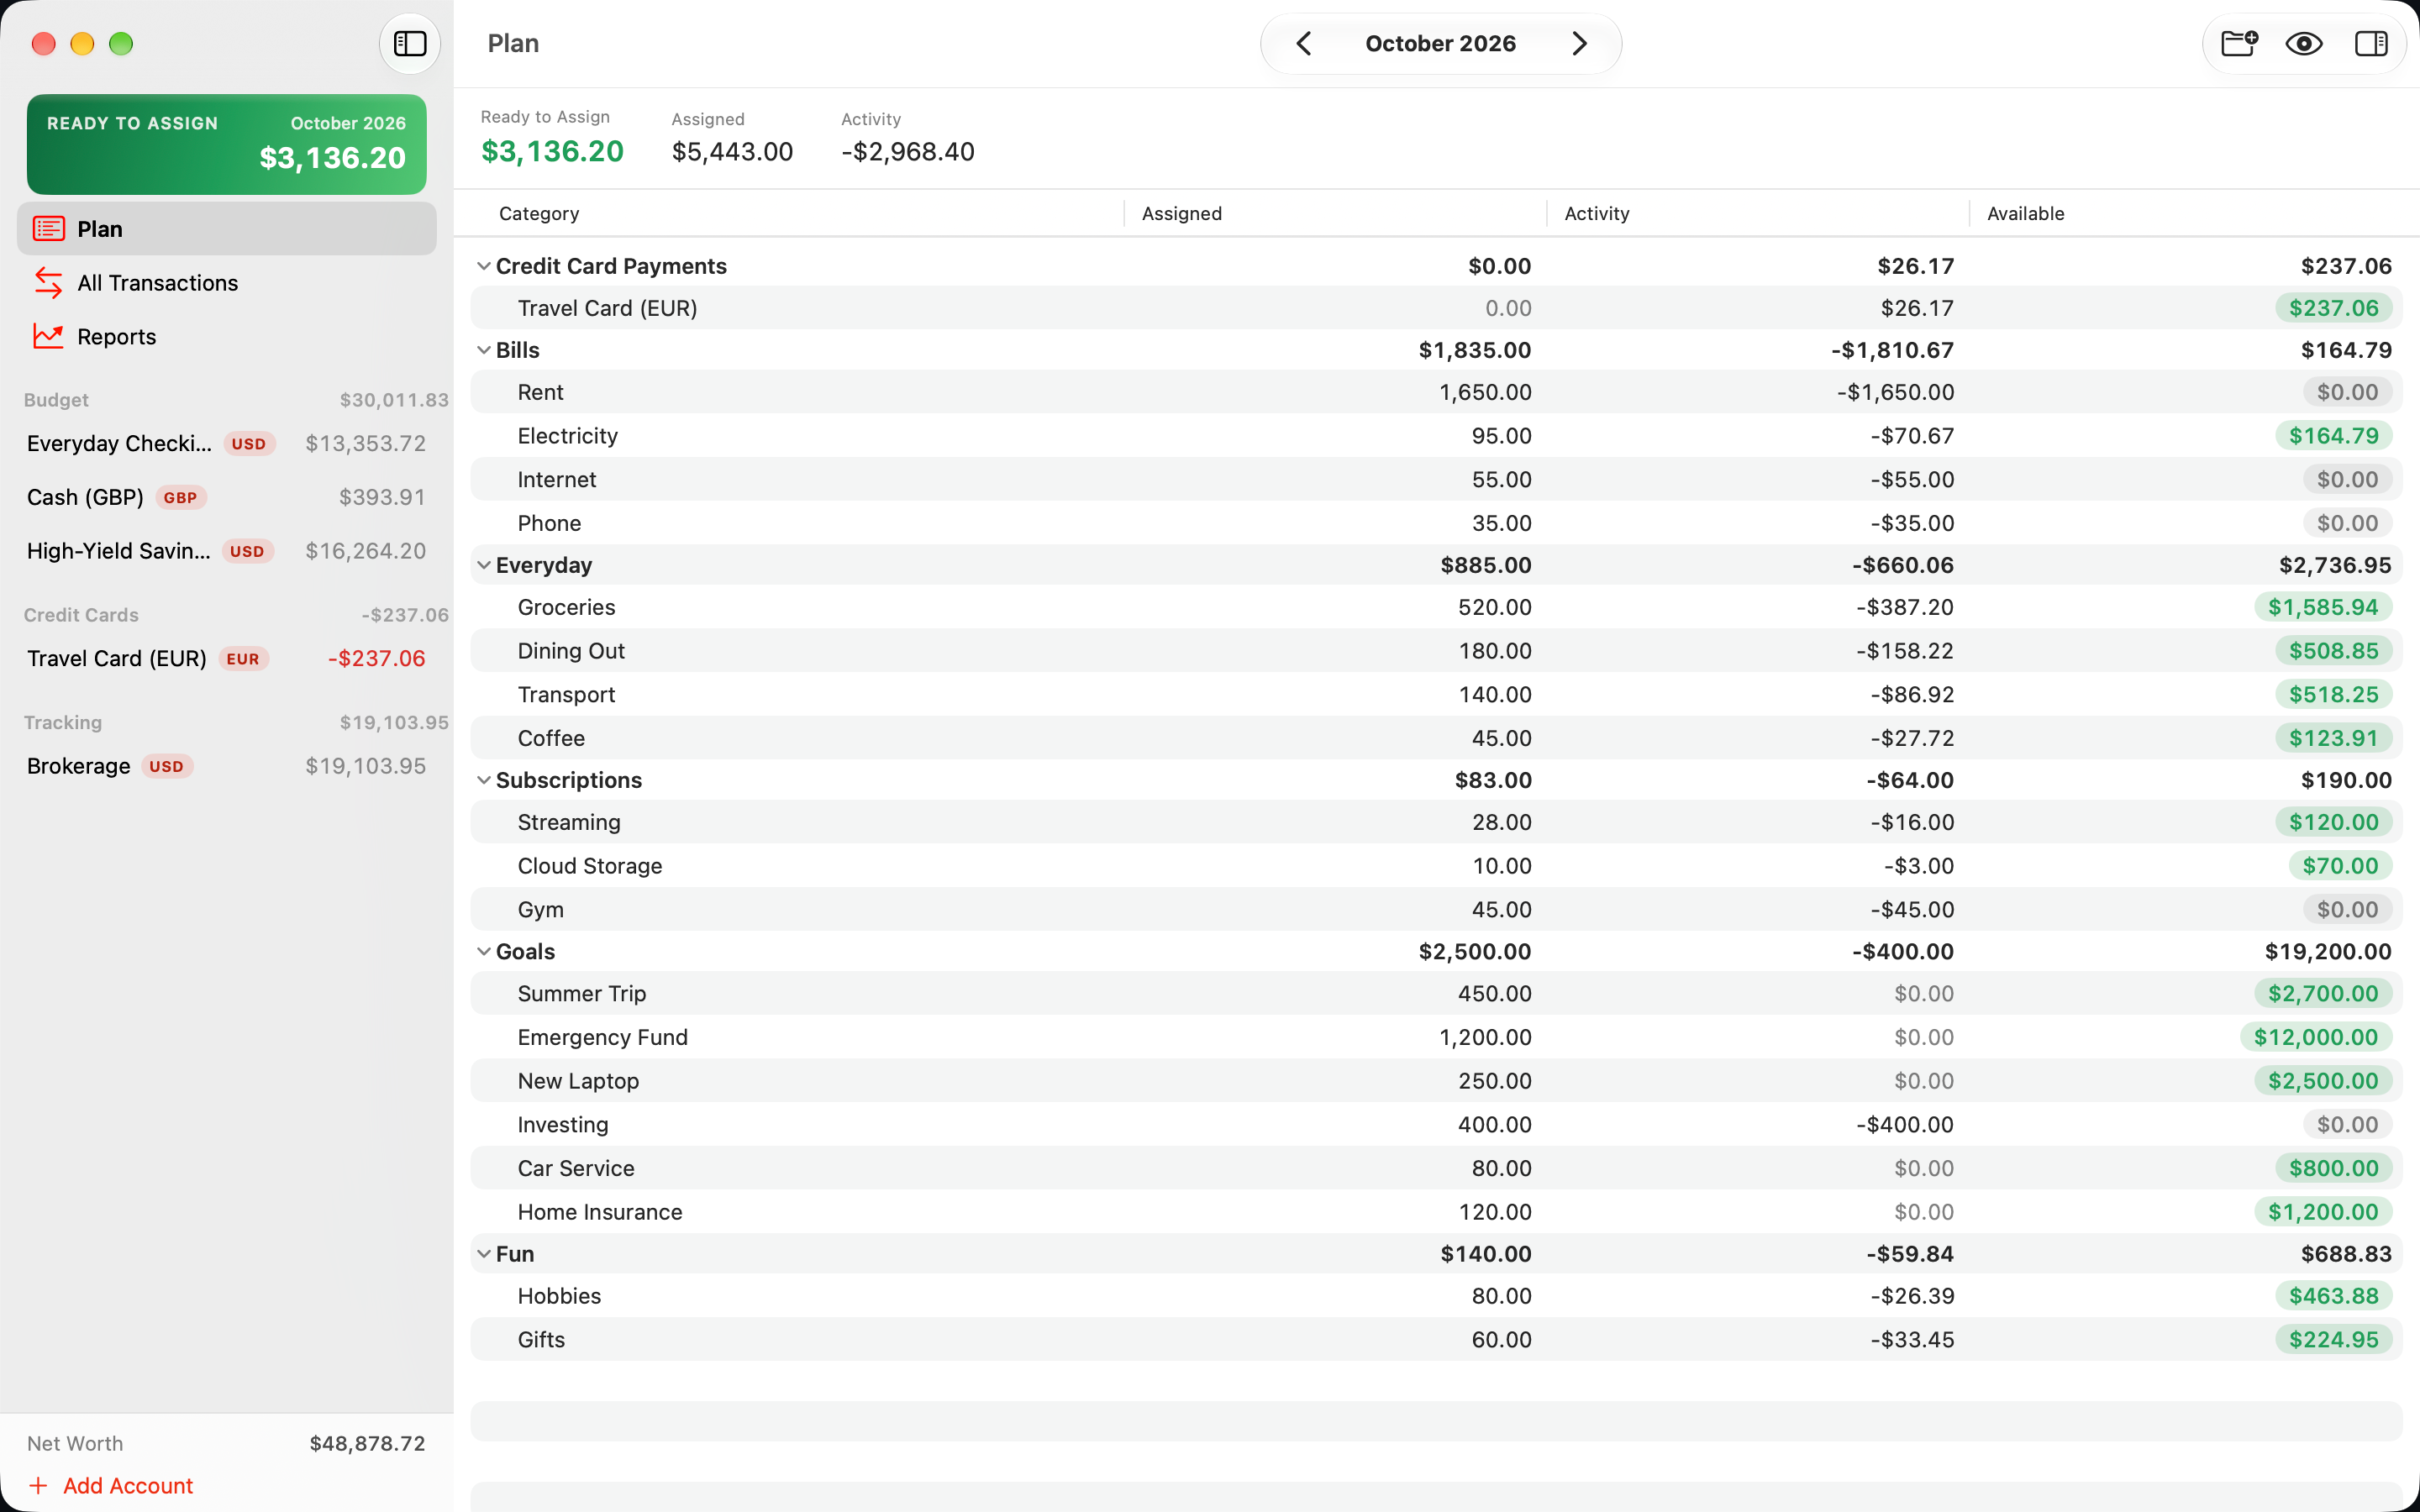 Plan
October 2026
READY TO ASSIGN October 2026
$3,136.20
Plan
All Transactions
Reports
Budget $30,011.83
Everyday Checki... USD $13,353.72
Cash (GBP) GBP $393.91
High-Yield Savin... USD $16,264.20
Credit Cards -$237.06
Travel Card (EUR) EUR -$237.06
Tracking $19,103.95
Brokerage USD $19,103.95
Net Worth $48,878.72
+ Add Account
Ready to Assign Assigned Activity
$3,136.20 $5,443.00 -$2,968.40
Category Assigned Activity Available
Credit Card Payments $0.00 $26.17 $237.06
Travel Card (EUR) 0.00 $26.17 $237.06
Bills $1,835.00 -$1,810.67 $164.79
Rent 1,650.00 -$1,650.00 $0.00
Electricity 95.00 -$70.67 $164.79
Internet 55.00 -$55.00 $0.00
Phone 35.00 -$35.00 $0.00
Everyday $885.00 -$660.06 $2,736.95
Groceries 520.00 -$387.20 $1,585.94
Dining Out 180.00 -$158.22 $508.85
Transport 140.00 -$86.92 $518.25
Coffee 45.00 -$27.72 $123.91
Subscriptions $83.00 -$64.00 $190.00
Streaming 28.00 -$16.00 $120.00
Cloud Storage 10.00 -$3.00 $70.00
Gym 45.00 -$45.00 $0.00
Goals $2,500.00 -$400.00 $19,200.00
Summer Trip 450.00 $0.00 $2,700.00
Emergency Fund 1,200.00 $0.00 $12,000.00
New Laptop 250.00 $0.00 $2,500.00
Investing 400.00 -$400.00 $0.00
Car Service 80.00 $0.00 $800.00
Home Insurance 120.00 $0.00 $1,200.00
Fun $140.00 -$59.84 $688.83
Hobbies 80.00 -$26.39 $463.88
Gifts 60.00 -$33.45 $224.95